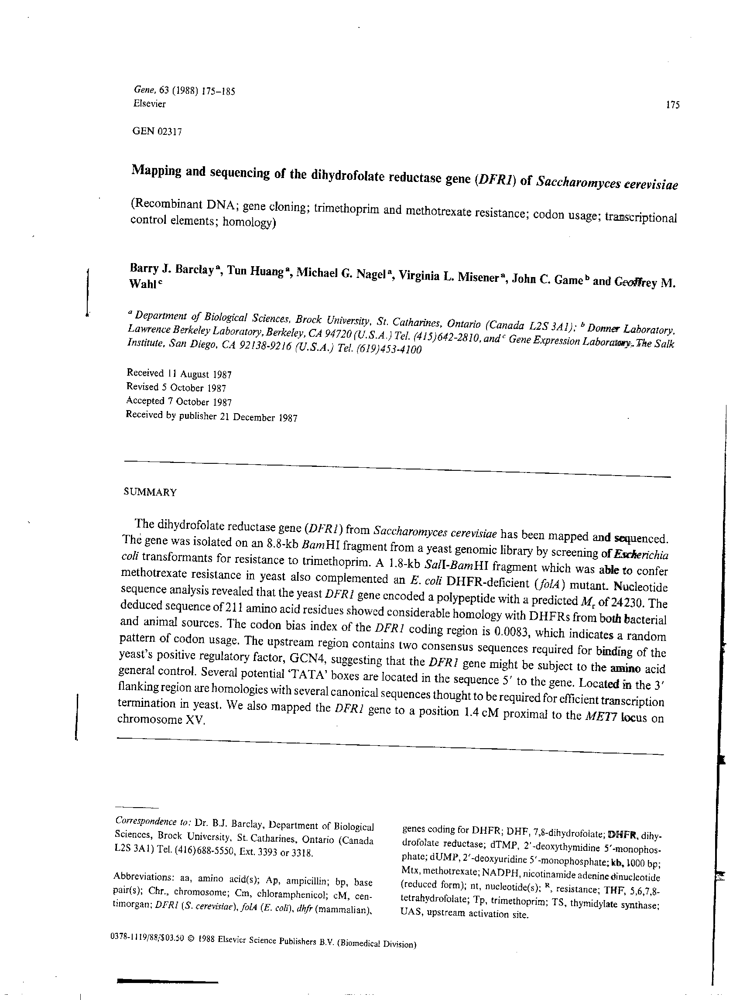 Gene, 63 (1988) 175–185
Elsevier
175
GEN 02317
Mapping and sequencing of the dihydrofolate reductase gene (DFR1) of Saccharomyces cerevisiae
(Recombinant DNA; gene cloning; trimethoprim and methotrexate resistance; codon usage; transcriptional
control elements; homology)
Barry J. Barclay a, Tun Huang a, Michael G. Nagel a, Virginia L. Misener a, John C. Game b and Geoffrey M.
Wahl c
a Department of Biological Sciences, Brock University, St. Catharines, Ontario (Canada L2S 3A1); b Donner Laboratory,
Lawrence Berkeley Laboratory, Berkeley, CA 94720 (U.S.A.) Tel. (415)642-2810, and c Gene Expression Laboratory, The Salk
Institute, San Diego, CA 92138-9216 (U.S.A.) Tel. (619)453-4100
Received 11 August 1987
Revised 5 October 1987
Accepted 7 October 1987
Received by publisher 21 December 1987
SUMMARY
The dihydrofolate reductase gene (DFR1) from Saccharomyces cerevisiae has been mapped and sequenced.
The gene was isolated on an 8.8-kb BamHI fragment from a yeast genomic library by screening of Escherichia
coli transformants for resistance to trimethoprim. A 1.8-kb SalI-BamHI fragment which was able to confer
methotrexate resistance in yeast also complemented an E. coli DHFR-deficient (folA) mutant. Nucleotide
sequence analysis revealed that the yeast DFR1 gene encoded a polypeptide with a predicted Mr of 24230. The
deduced sequence of 211 amino acid residues showed considerable homology with DHFRs from both bacterial
and animal sources. The codon bias index of the DFR1 coding region is 0.0083, which indicates a random
pattern of codon usage. The upstream region contains two consensus sequences required for binding of the
yeast's positive regulatory factor, GCN4, suggesting that the DFR1 gene might be subject to the amino acid
general control. Several potential 'TATA' boxes are located in the sequence 5′ to the gene. Located in the 3′
flanking region are homologies with several canonical sequences thought to be required for efficient transcription
termination in yeast. We also mapped the DFR1 gene to a position 1.4 cM proximal to the MET7 locus on
chromosome XV.
Correspondence to: Dr. B.J. Barclay, Department of Biological
Sciences, Brock University, St. Catharines, Ontario (Canada
L2S 3A1) Tel. (416)688-5550, Ext. 3393 or 3318.
Abbreviations: aa, amino acid(s); Ap, ampicillin; bp, base
pair(s); Chr., chromosome; Cm, chloramphenicol; cM, cen-
timorgan; DFR1 (S. cerevisiae), folA (E. coli), dhfr (mammalian),
genes coding for DHFR; DHF, 7,8-dihydrofolate; DHFR, dihy-
drofolate reductase; dTMP, 2′-deoxythymidine 5′-monophos-
phate; dUMP, 2′-deoxyuridine 5′-monophosphate; kb, 1000 bp;
Mtx, methotrexate; NADPH, nicotinamide adenine dinucleotide
(reduced form); nt, nucleotide(s); R, resistance; THF, 5,6,7,8-
tetrahydrofolate; Tp, trimethoprim; TS, thymidylate synthase;
UAS, upstream activation site.
0378-1119/88/$03.50 © 1988 Elsevier Science Publishers B.V. (Biomedical Division)